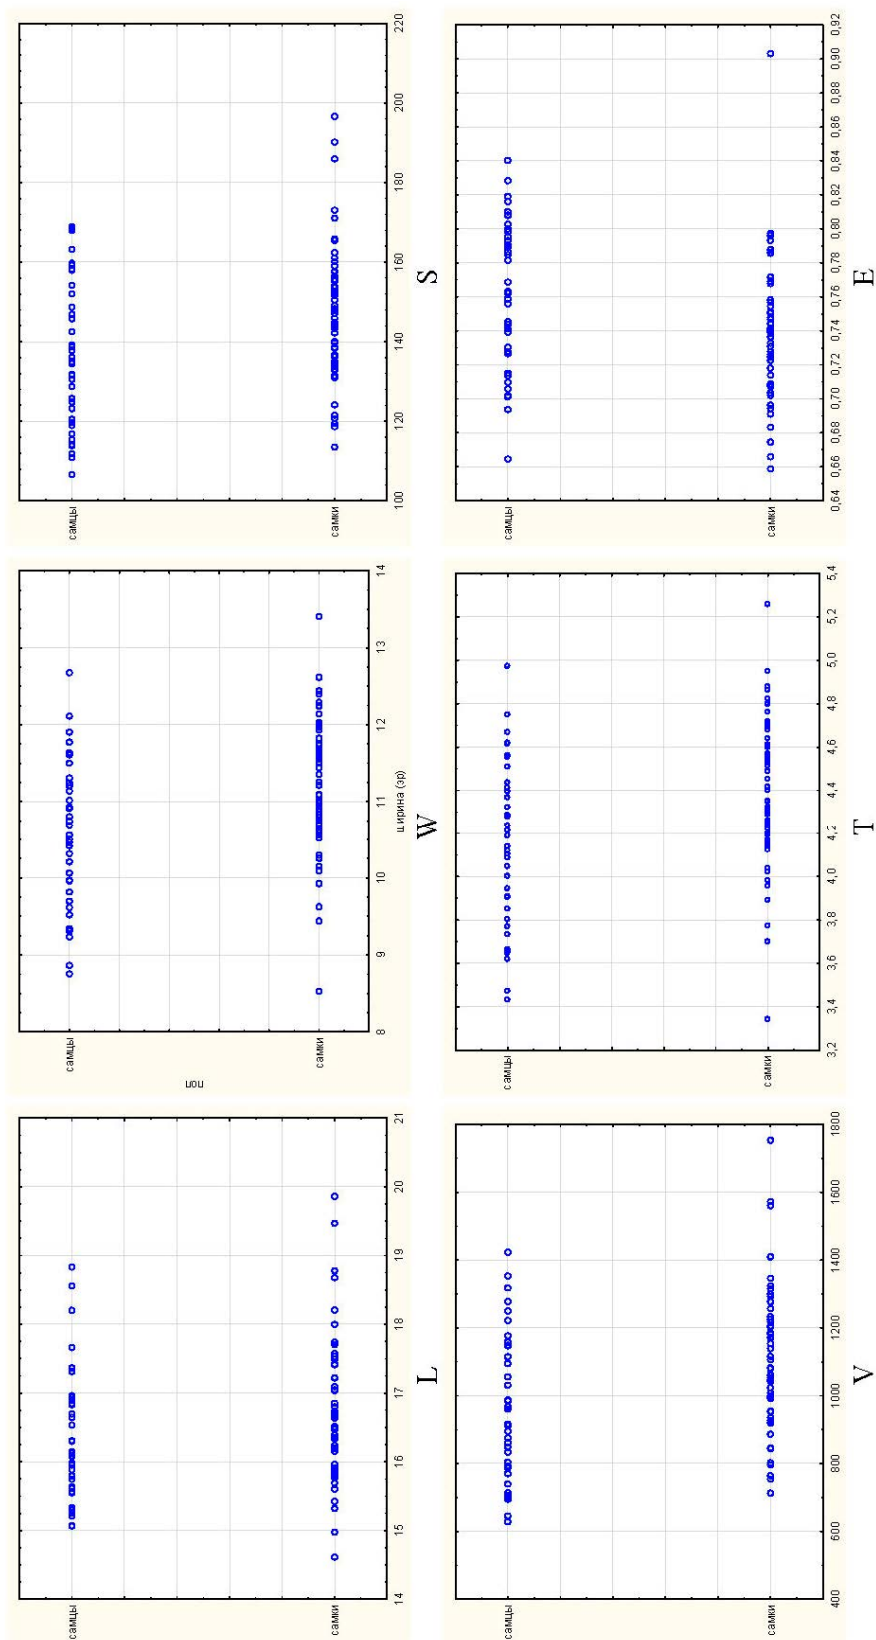 самцы
самки
14 15 16 17 18 19 20 21
L
пол
самцы
самки
8 9 10 11 12 13 14
ширина (эр)
W
самцы
самки
100 120 140 160 180 200 220
S
самцы
самки
400 600 800 1000 1200 1400 1600 1800
V
самцы
самки
3,2 3,4 3,6 3,8 4,0 4,2 4,4 4,6 4,8 5,0 5,2 5,4
T
самцы
самки
0,64 0,66 0,68 0,70 0,72 0,74 0,76 0,78 0,80 0,82 0,84 0,86 0,88 0,90 0,92
E